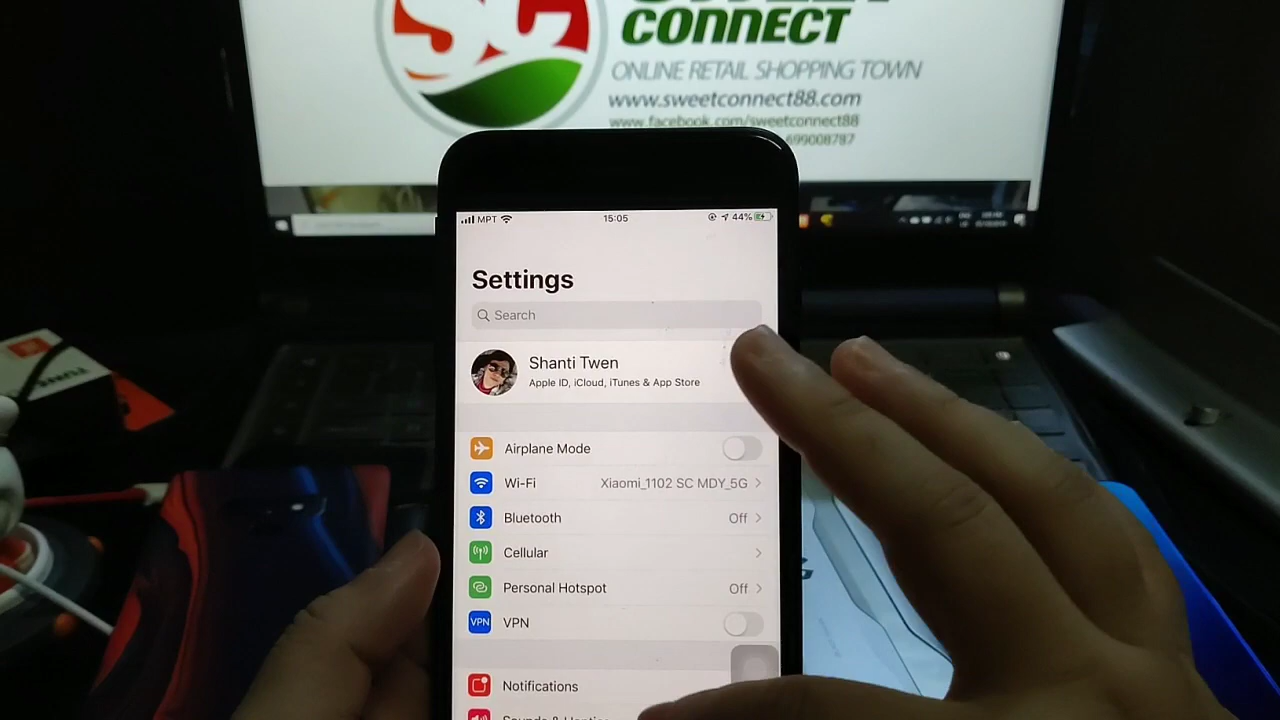 SC
CONNECT
ONLINE RETAIL SHOPPING TOWN
www.sweetconnect88.com
www.facebook.com/sweetconnect88
699008787
MPT
15:05
44%
Settings
Search
Shanti Twen
Apple ID, iCloud, iTunes & App Store
Airplane Mode
Wi-Fi
Xiaomi_1102 SC MDY_5G
Bluetooth
Off
Cellular
Personal Hotspot
Off
VPN
VPN
Notifications